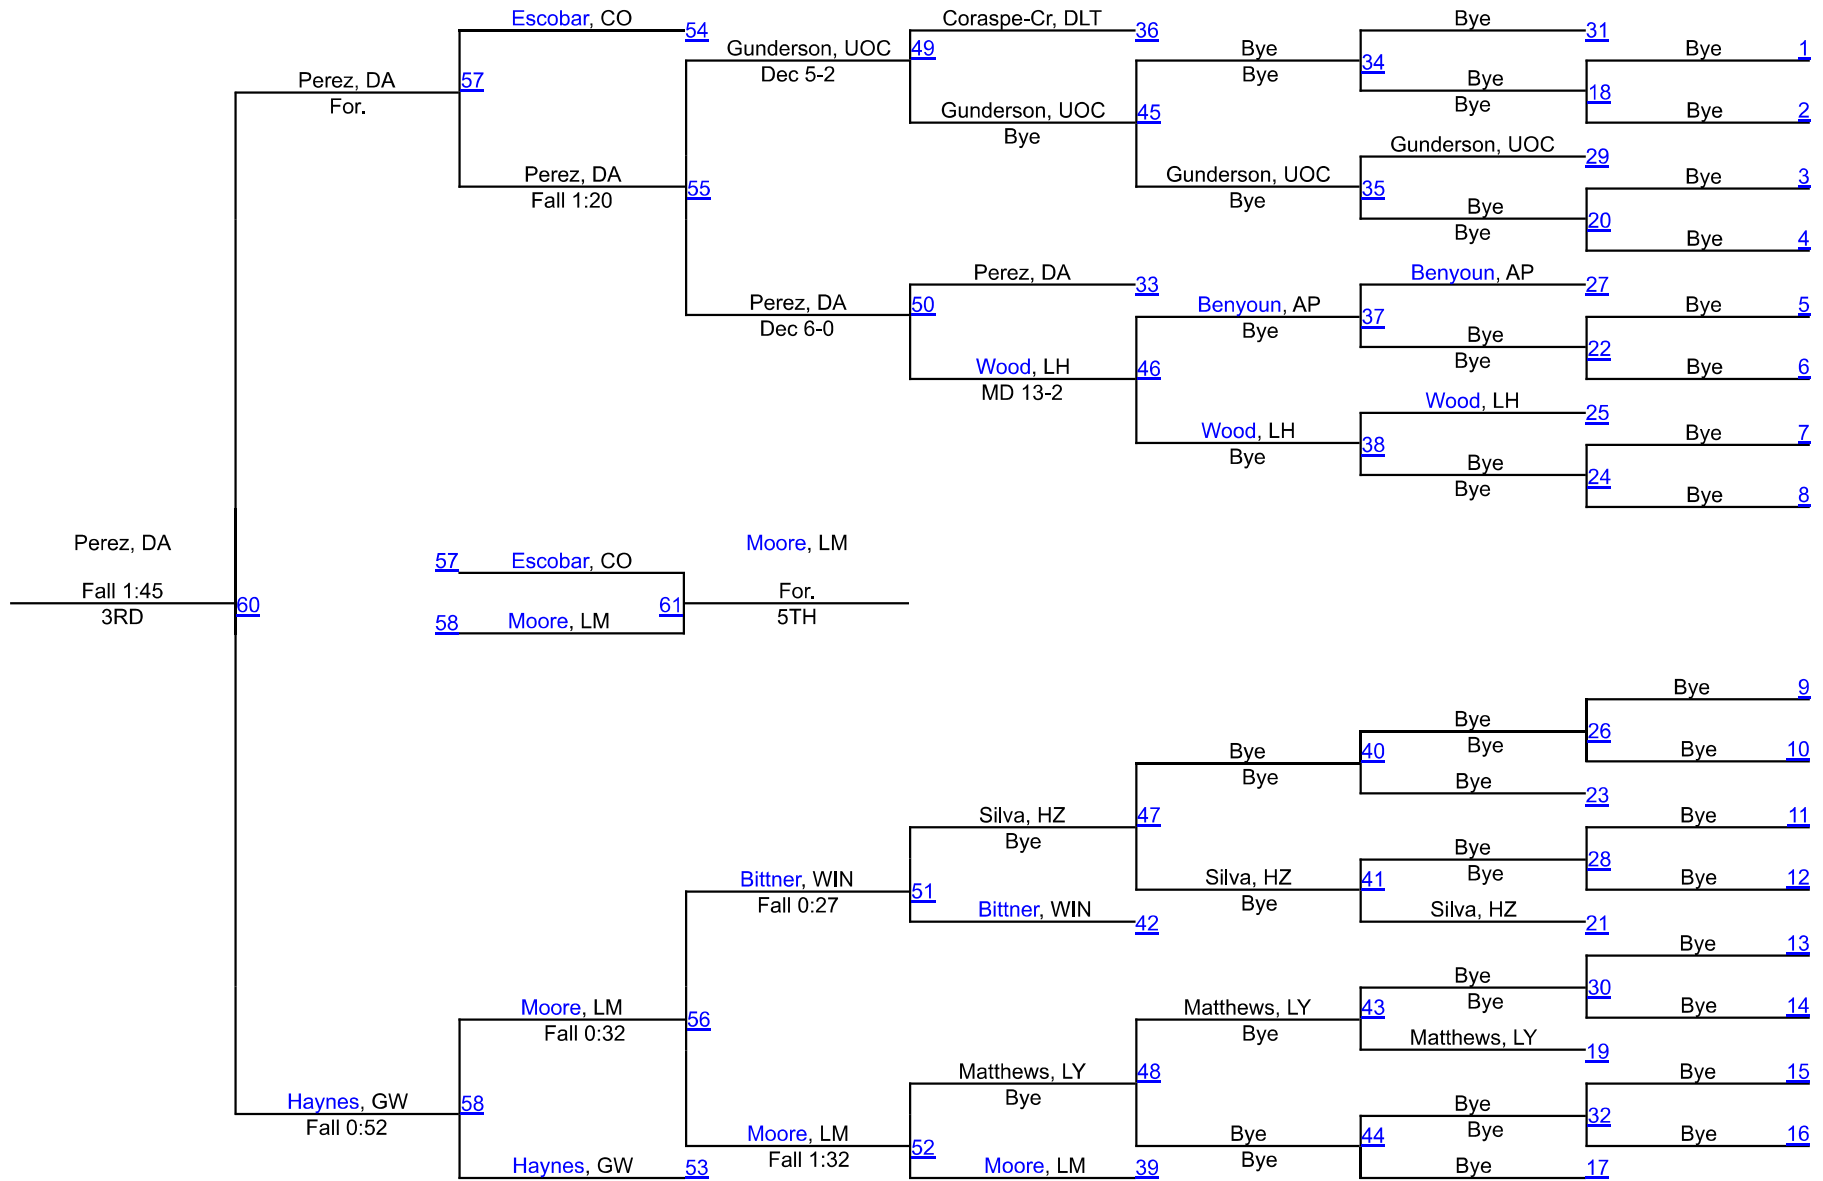 Escobar, CO
54
Coraspe-Cr, DLT
36
Bye
31
Gunderson, UOC
49
Dec 5-2
Bye
34
Bye
Bye
1
Perez, DA
57
For.
Bye
18
Bye
2
Gunderson, UOC
45
Bye
Gunderson, UOC
29
Perez, DA
55
Fall 1:20
Gunderson, UOC
35
Bye
Bye
3
Bye
20
Bye
Bye
4
Perez, DA
33
Benyoun, AP
27
Perez, DA
50
Dec 6-0
Benyoun, AP
37
Bye
Bye
5
Bye
22
Bye
Bye
6
Wood, LH
46
MD 13-2
Wood, LH
25
Wood, LH
38
Bye
Bye
7
Bye
24
Bye
Bye
8
Perez, DA
Fall 1:45
3RD
60
57
Escobar, CO
58
Moore, LM
61
Moore, LM
For.
5TH
Bye
9
Bye
26
Bye
Bye
10
Bye
40
Bye
Bye
23
Silva, HZ
47
Bye
Bye
11
Bye
28
Bye
Bye
12
Bittner, WIN
51
Fall 0:27
Silva, HZ
41
Bye
Silva, HZ
21
Bittner, WIN
42
Bye
13
Bye
30
Bye
Bye
14
Moore, LM
56
Fall 0:32
Matthews, LY
43
Bye
Matthews, LY
19
Matthews, LY
48
Bye
Bye
15
Haynes, GW
58
Fall 0:52
Bye
32
Bye
Bye
16
Moore, LM
52
Fall 1:32
Bye
44
Bye
Haynes, GW
53
Moore, LM
39
Bye
17